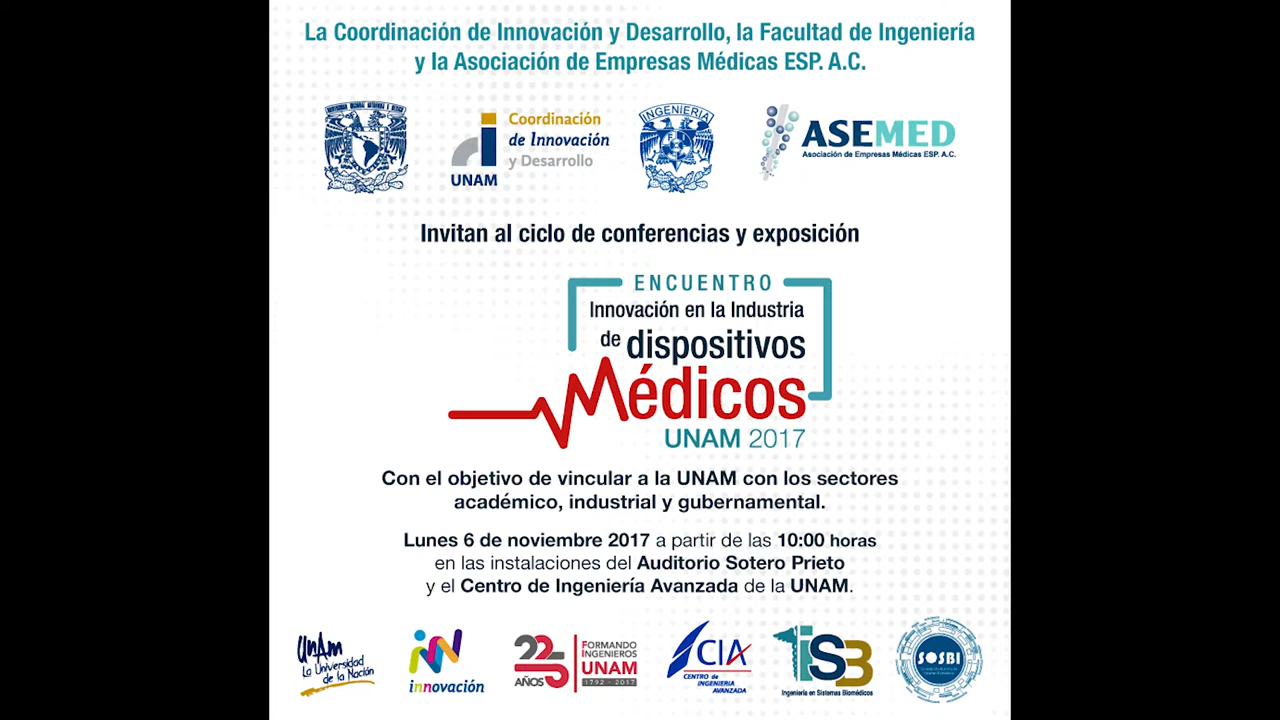 La Coordinación de Innovación y Desarrollo, la Facultad de Ingeniería
y la Asociación de Empresas Médicas ESP. A.C.
Coordinación
de Innovación
y Desarrollo
UNAM
INGENIERIA
ASEMED
Asociación de Empresas Médicas ESP. A.C.
Invitan al ciclo de conferencias y exposición
ENCUENTRO
Innovación en la Industria
de dispositivos
Médicos
UNAM 2017
Con el objetivo de vincular a la UNAM con los sectores
académico, industrial y gubernamental.
Lunes 6 de noviembre 2017 a partir de las 10:00 horas
en las instalaciones del Auditorio Sotero Prieto
y el Centro de Ingeniería Avanzada de la UNAM.
UnAm
La Universidad
de la Nación
innovación
225
AÑOS
FORMANDO
INGENIEROS
UNAM
1792 - 2017
CIA
CENTRO DE
INGENIERIA
AVANZADA
iSB
Ingeniería en Sistemas Biomédicos
SOSBI